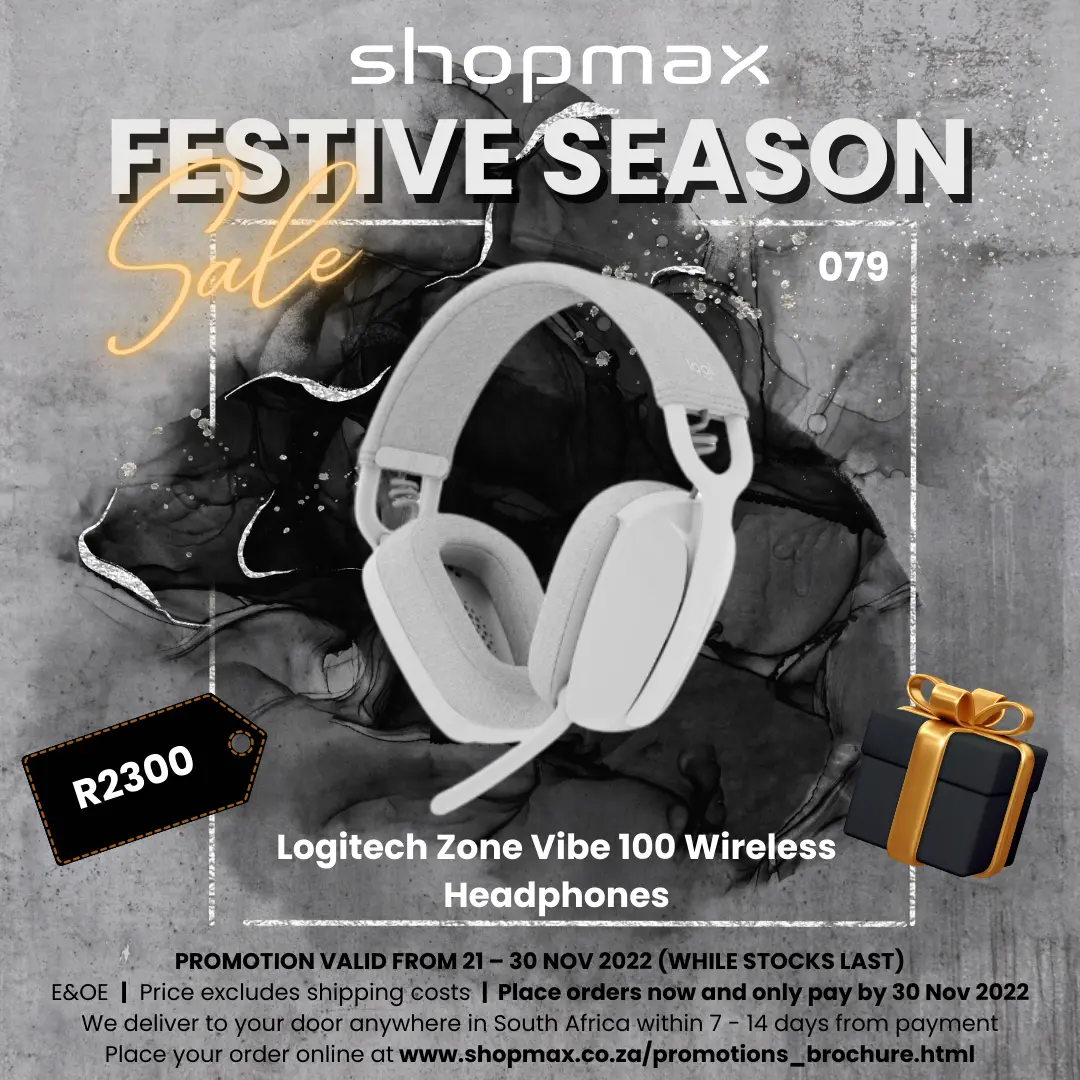 shopmax
FESTIVE SEASON
Sale
079
logi
R2300
Logitech Zone Vibe 100 Wireless
Headphones
PROMOTION VALID FROM 21 – 30 NOV 2022 (WHILE STOCKS LAST)
E&OE | Price excludes shipping costs | Place orders now and only pay by 30 Nov 2022
We deliver to your door anywhere in South Africa within 7 - 14 days from payment
Place your order online at www.shopmax.co.za/promotions_brochure.html